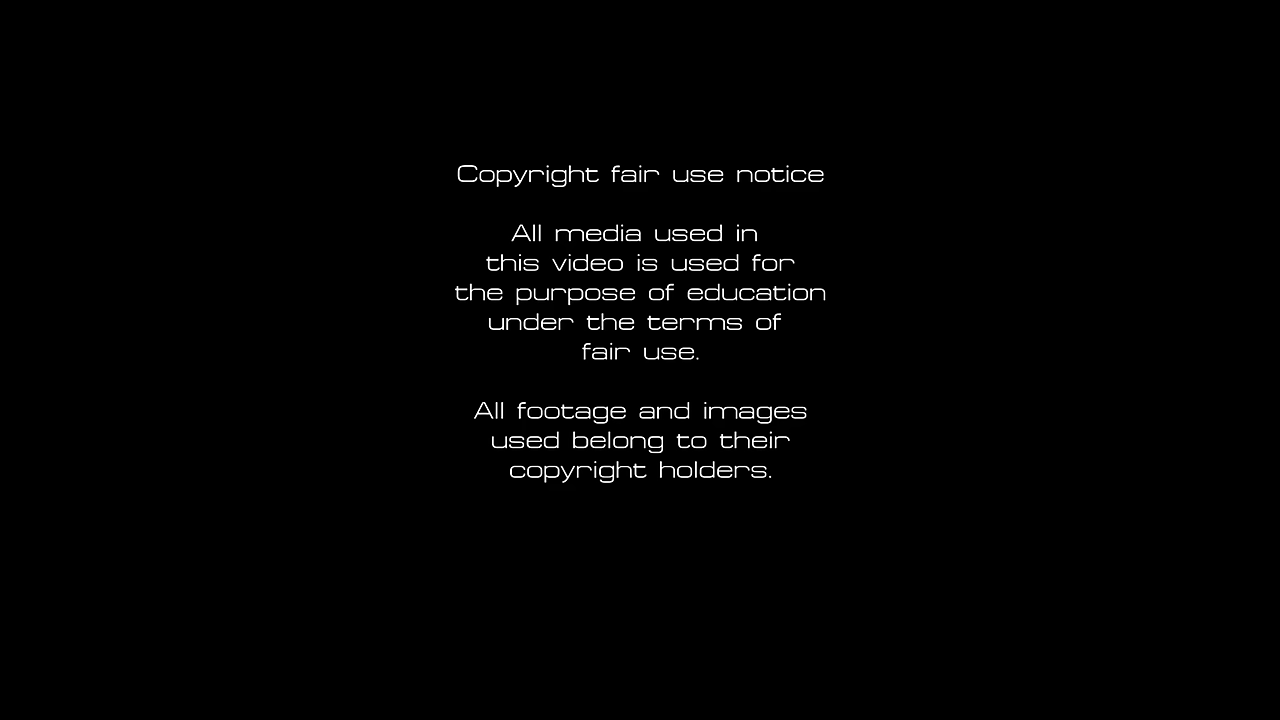 Copyright fair use notice
All media used in
this video is used for
the purpose of education
under the terms of
fair use.
All footage and images
used belong to their
copyright holders.